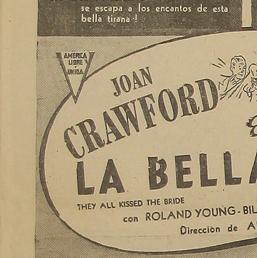 se escapa a los encantos de esta
bella tirana!
AMERICA
LIBRE
UNIDA
JOAN
CRAWFORD
LA BELLA
THEY ALL KISSED THE BRIDE
con ROLAND YOUNG - BIL
Dirección de A